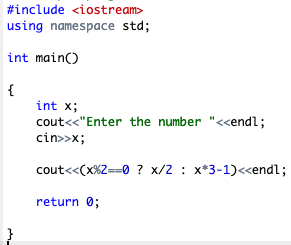 #include <iostream>
using namespace std;
int main()
{
int x;
cout<<"Enter the number "<<endl;
cin>>x;
cout<<(x%2==0 ? x/2 : x*3-1)<<endl;
return 0;
}